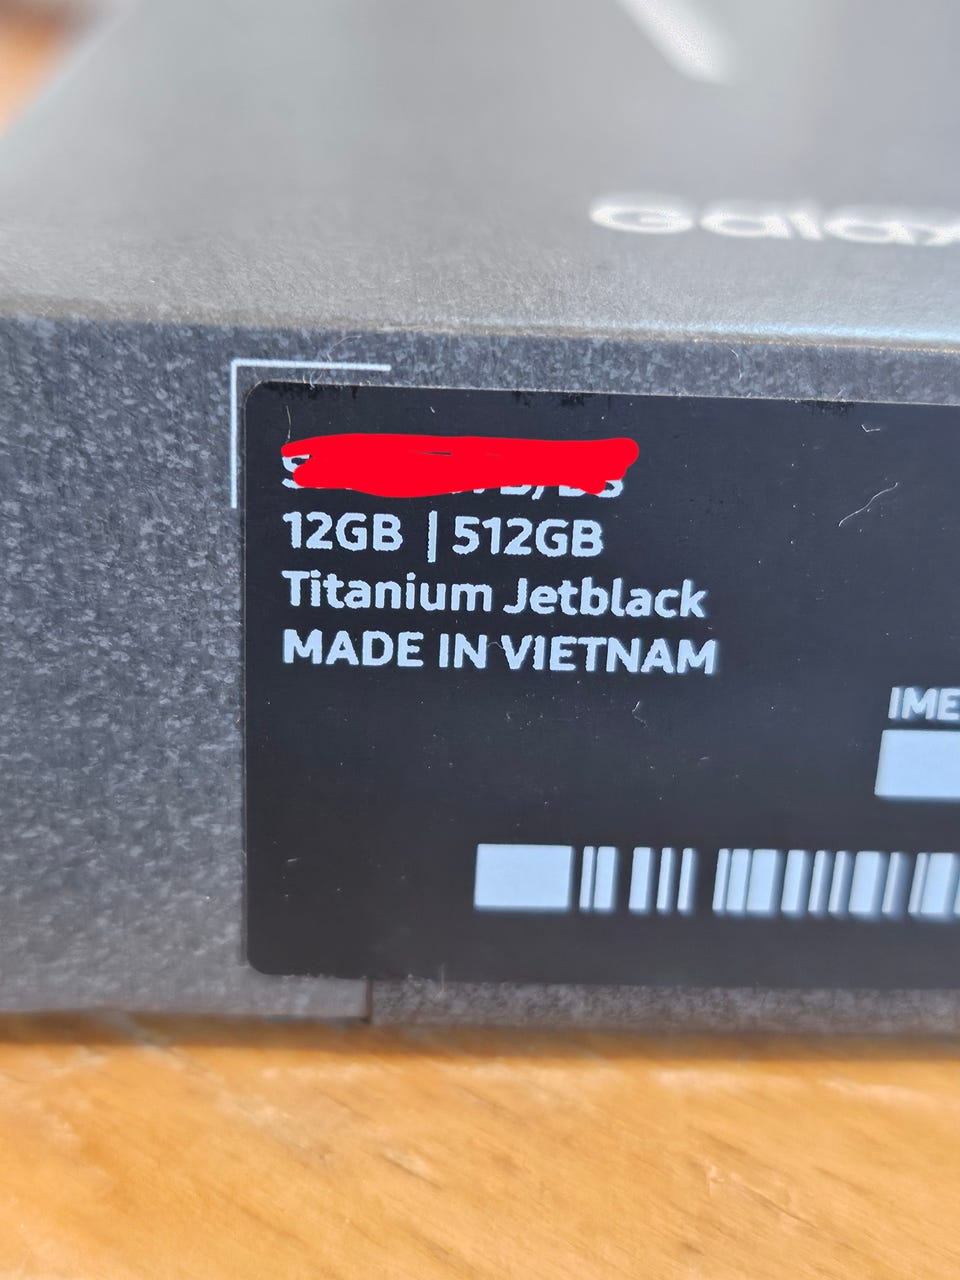 12GB | 512GB
Titanium Jetblack
MADE IN VIETNAM